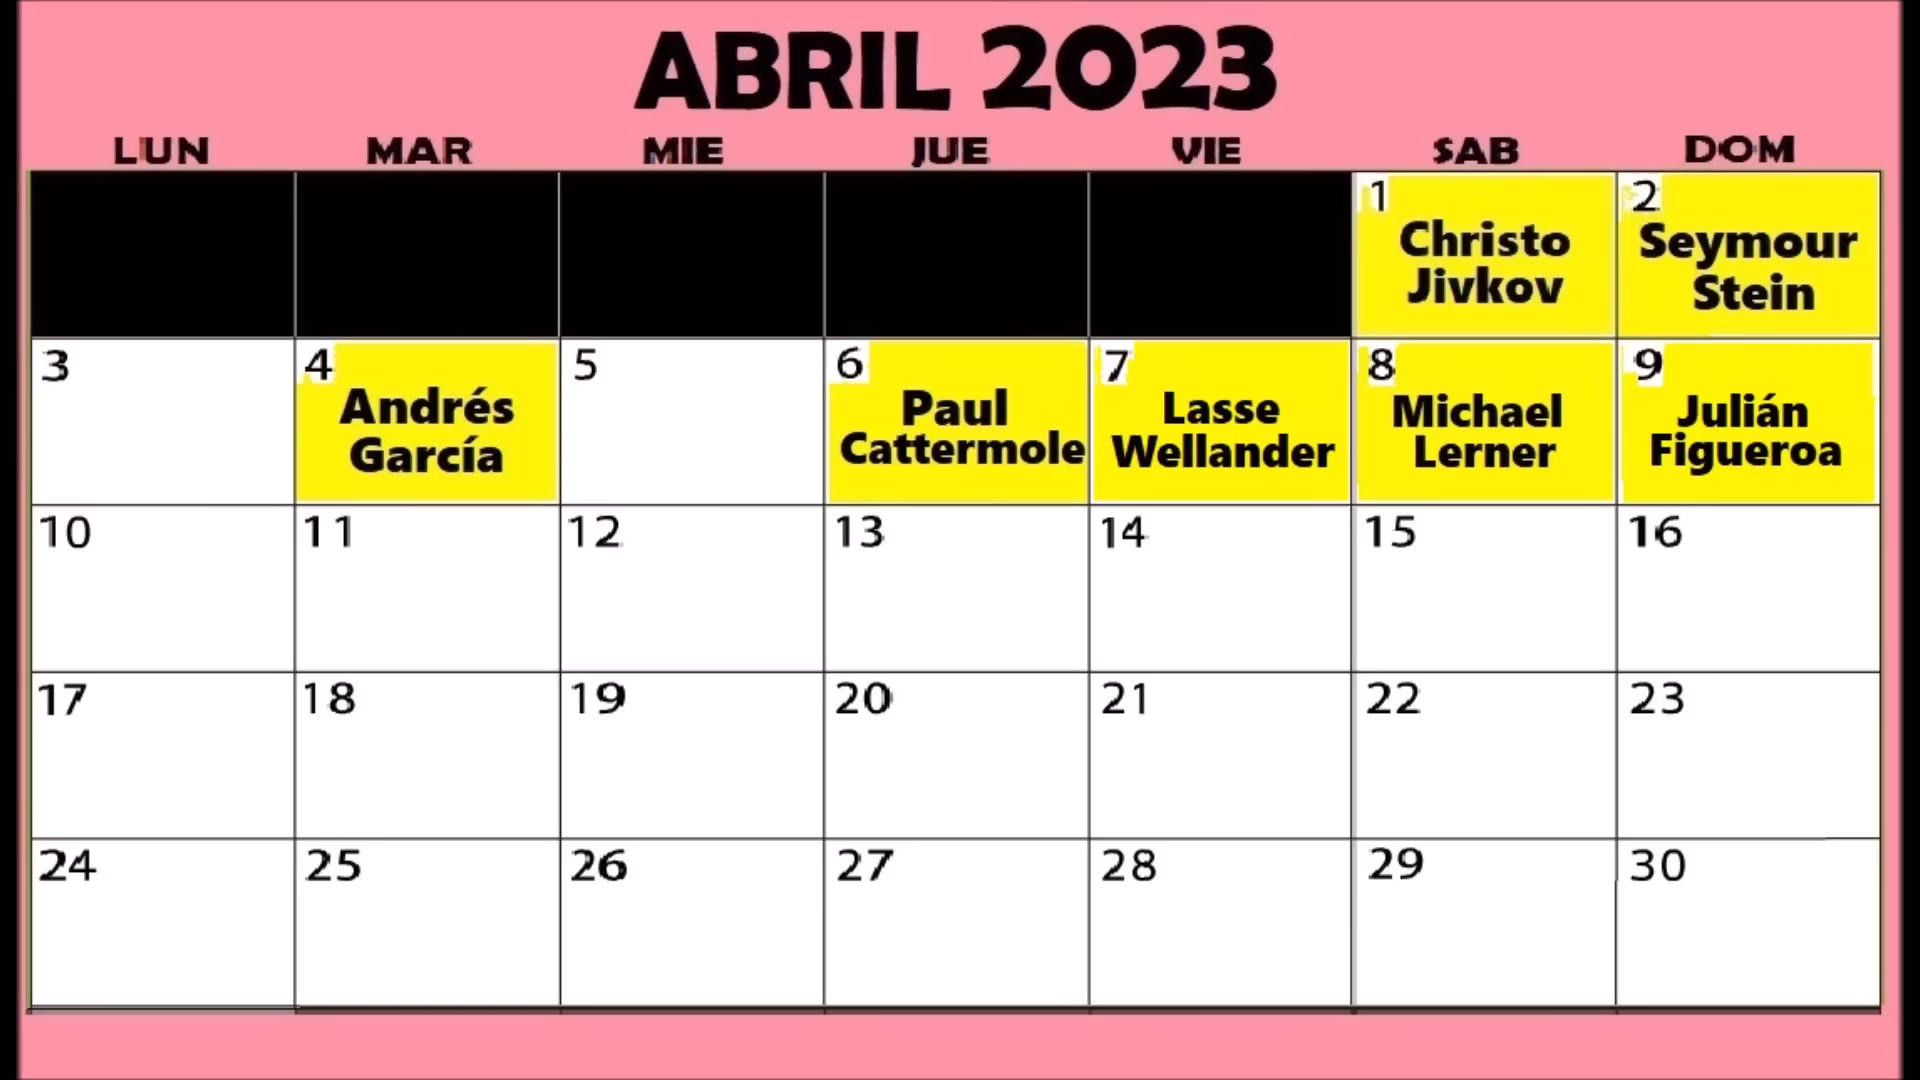 ABRIL 2023
LUN MAR MIE JUE VIE SAB DOM
1 2
Christo Jivkov
Seymour Stein
3 4 5 6 7 8 9
Andrés García
Paul Cattermole
Lasse Wellander
Michael Lerner
Julián Figueroa
10 11 12 13 14 15 16
17 18 19 20 21 22 23
24 25 26 27 28 29 30